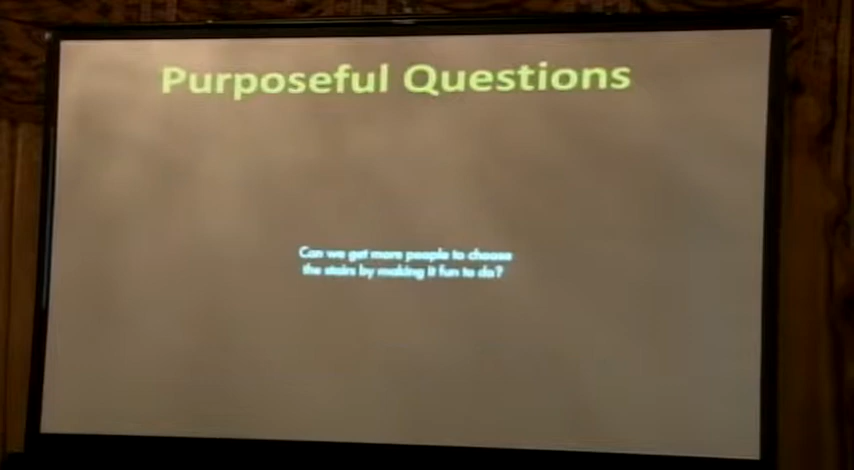 Purposeful Questions
Can we get more people to choose
the stairs by making it fun to do?